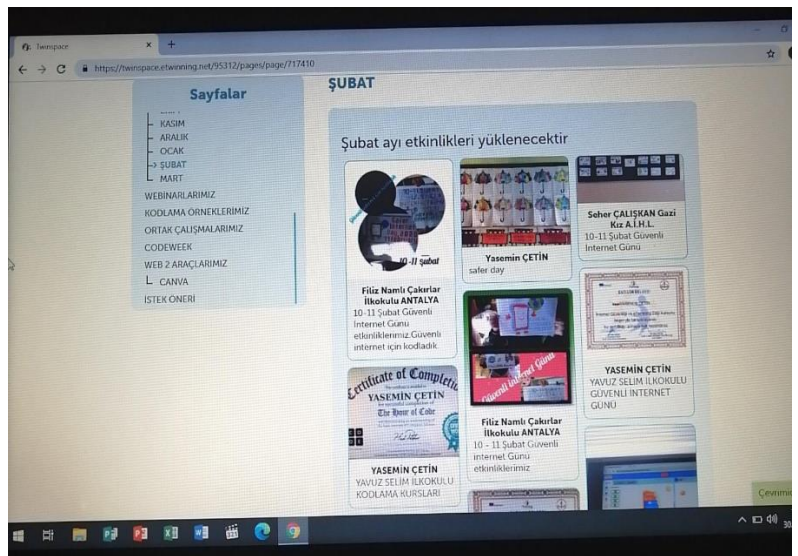 Twinspace
https://twinspace.etwinning.net/95312/pages/page/717410
Sayfalar
KASIM
ARALIK
OCAK
ŞUBAT
MART
WEBINARLARIMIZ
KODLAMA ÖRNEKLERİMİZ
ORTAK ÇALIŞMALARIMIZ
CODEWEEK
WEB 2 ARAÇLARIMIZ
CANVA
İSTEK ÖNERİ
ŞUBAT
Şubat ayı etkinlikleri yüklenecektir
10-11 şubat
Filiz Namlı Çakırlar
İlkokulu ANTALYA
10-11 Şubat Güvenli
İnternet Günü
etkinliklerimiz.Güvenli
internet için kodladık.
Certificate of Completion
YASEMİN ÇETİN
The Hour of Code
YASEMİN ÇETİN
YAVUZ SELİM İLKOKULU
KODLAMA KURSLARI
Yasemin ÇETİN
safer day
Güvenli İnternet Günü
Filiz Namlı Çakırlar
İlkokulu ANTALYA
10 - 11 Şubat Güvenli
internet Günü
etkinliklerimiz
Seher ÇALIŞKAN Gazi
Kız A.İ.H.L.
10-11 Şubat Güvenli
İnternet Günü
YASEMİN ÇETİN
YAVUZ SELİM İLKOKULU
GÜVENLİ İNTERNET
GÜNÜ
Çevrimiçi